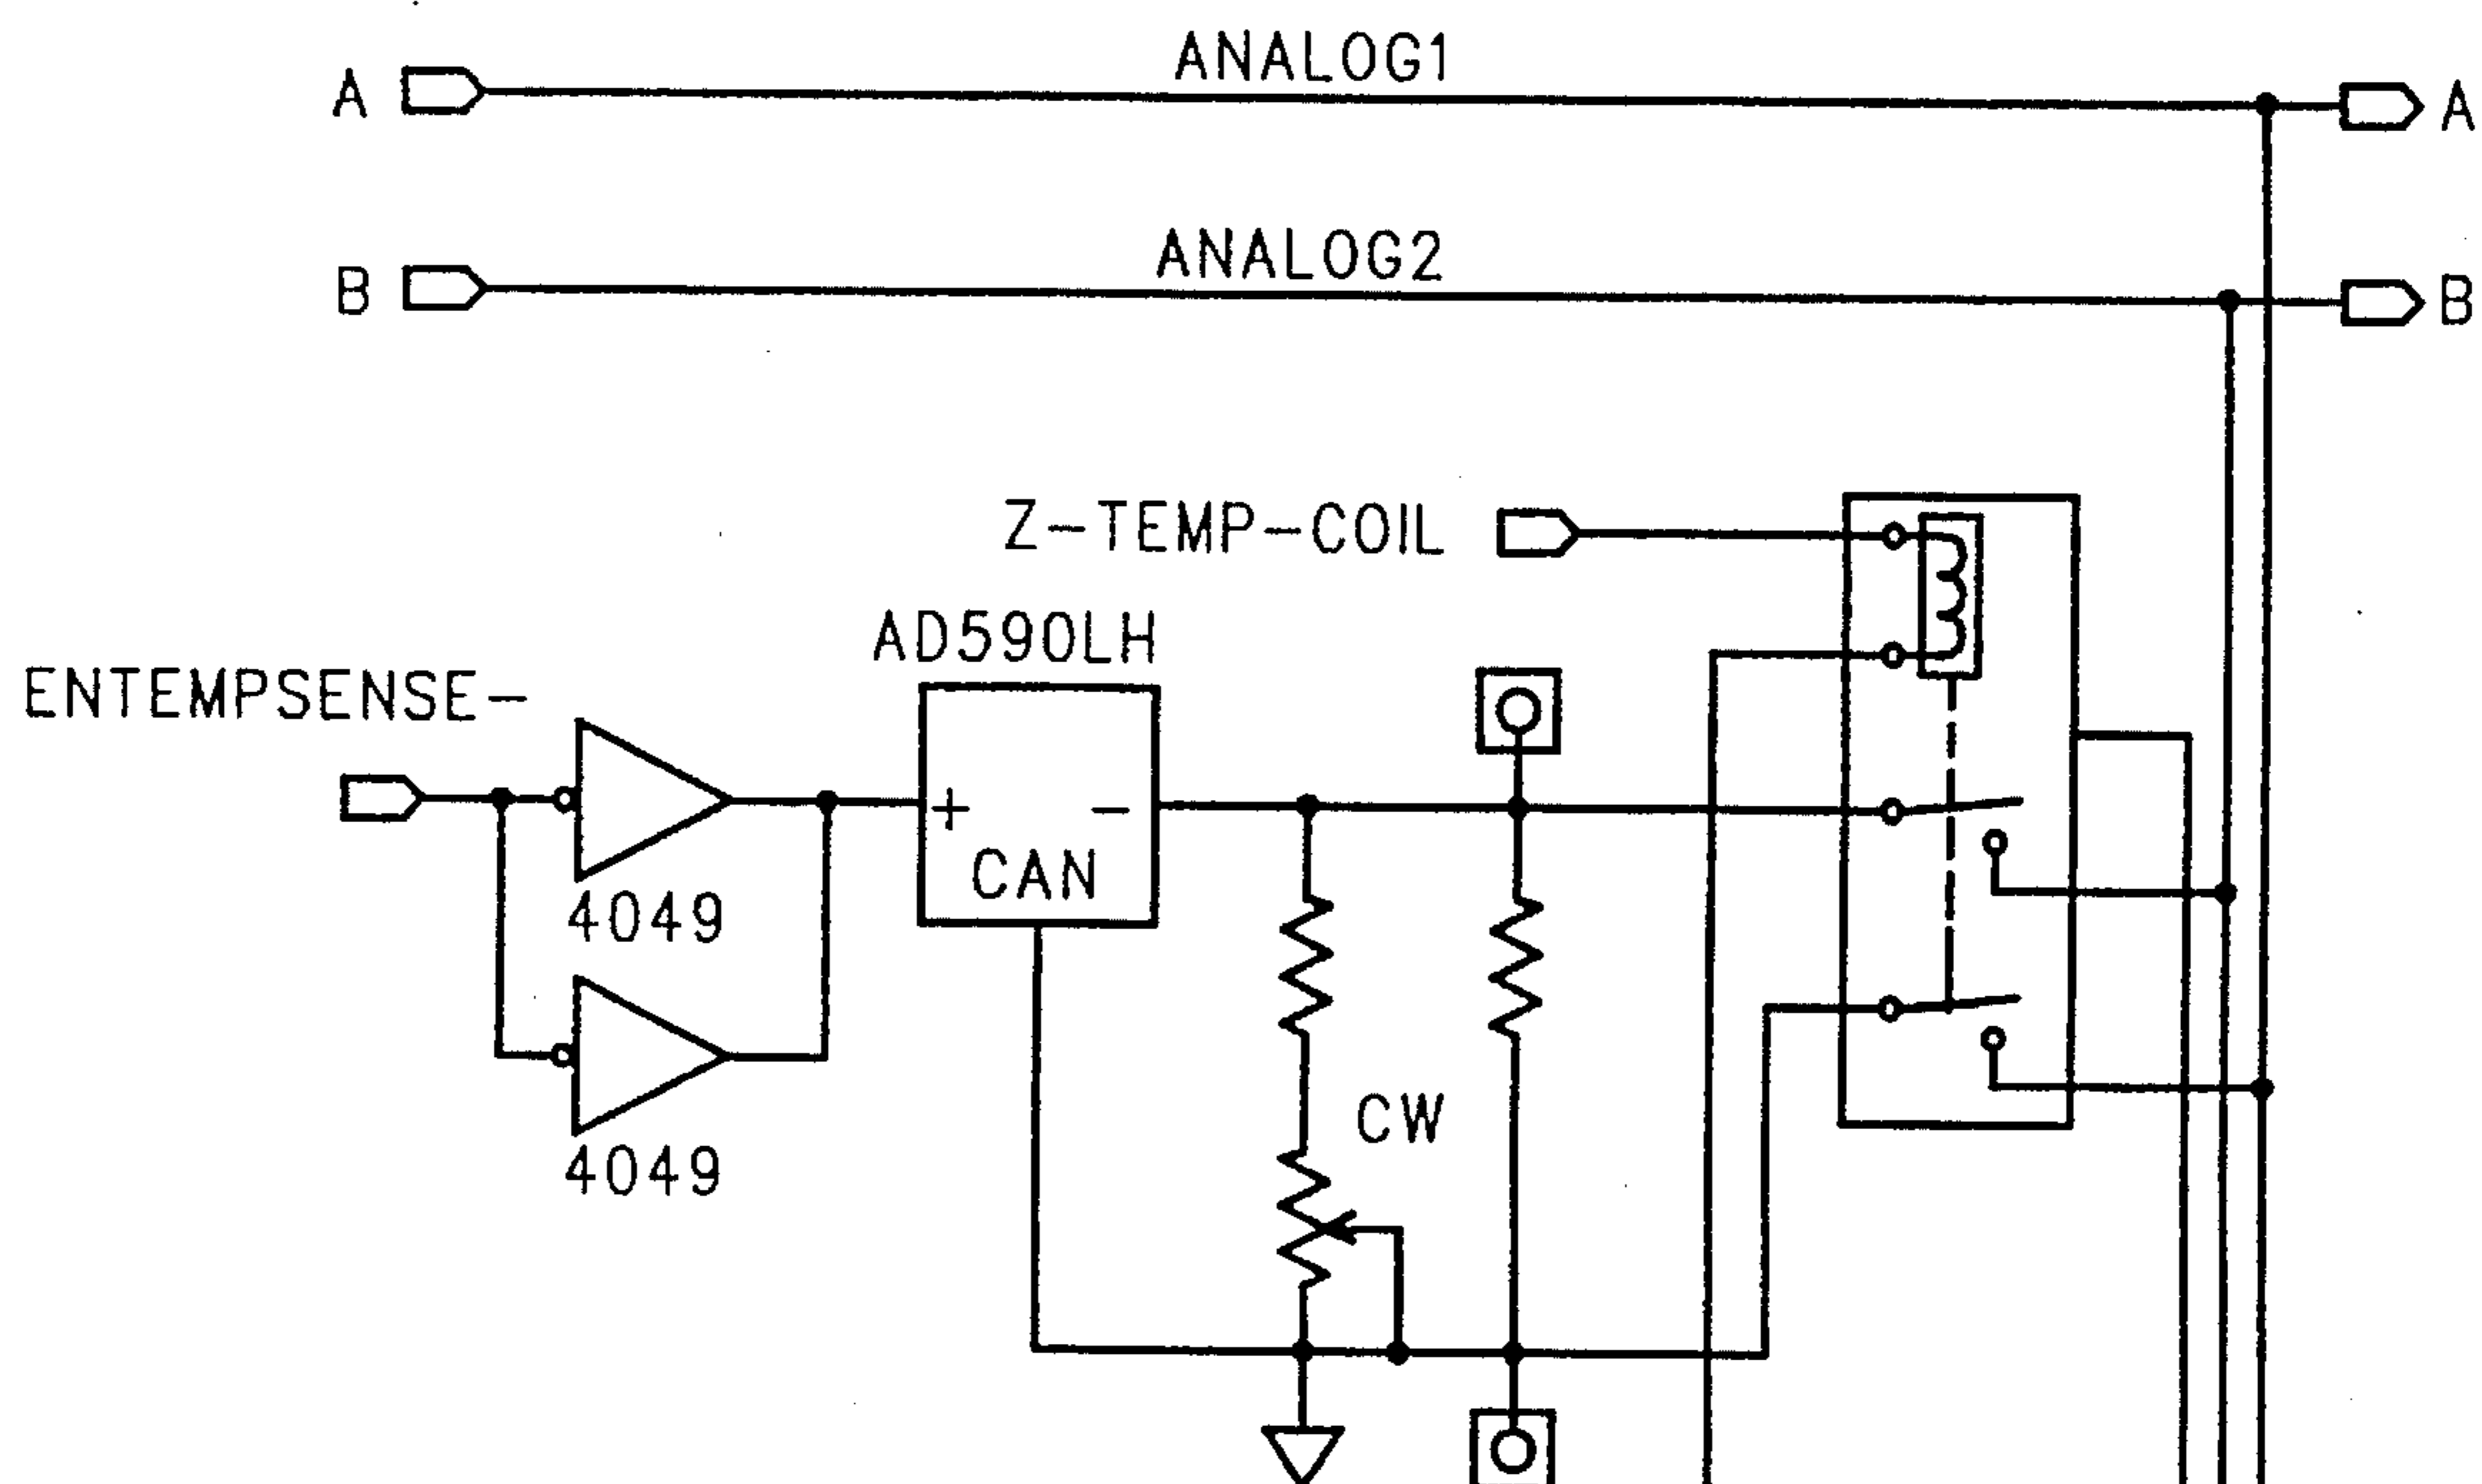 ANALOG1
A A
ANALOG2
B B
Z-TEMP-COIL
AD590LH
ENTEMPSENSE-
+ -
CAN
4049
CW
4049